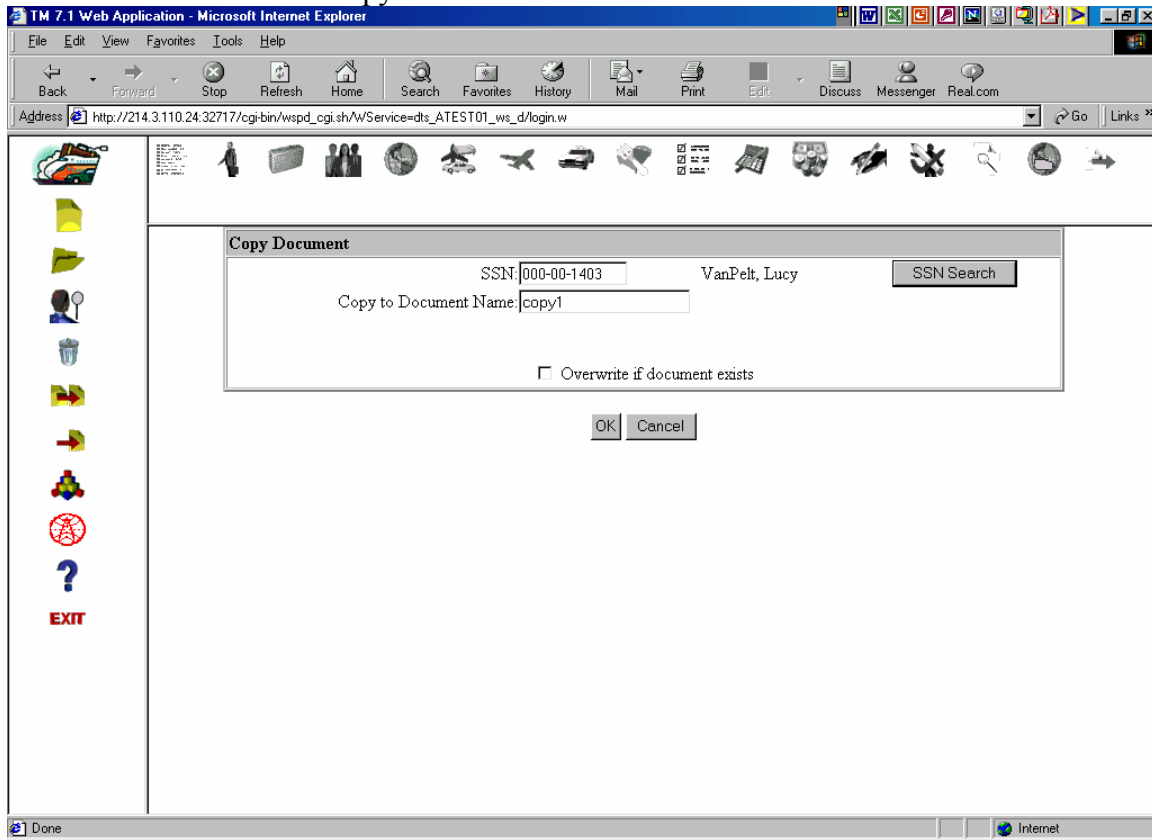 TM 7.1 Web Application - Microsoft Internet Explorer
File Edit View Favorites Tools Help
Back Forward Stop Refresh Home Search Favorites History Mail Print Edit Discuss Messenger Real.com
Address http://214.3.110.24:32717/cgi-bin/wspd_cgi.sh/WService=dts_ATEST01_ws_d/login.w Go Links »
Copy Document
SSN: 000-00-1403 VanPelt, Lucy SSN Search
Copy to Document Name: copy1
Overwrite if document exists
OK Cancel
?
EXIT
Done Internet